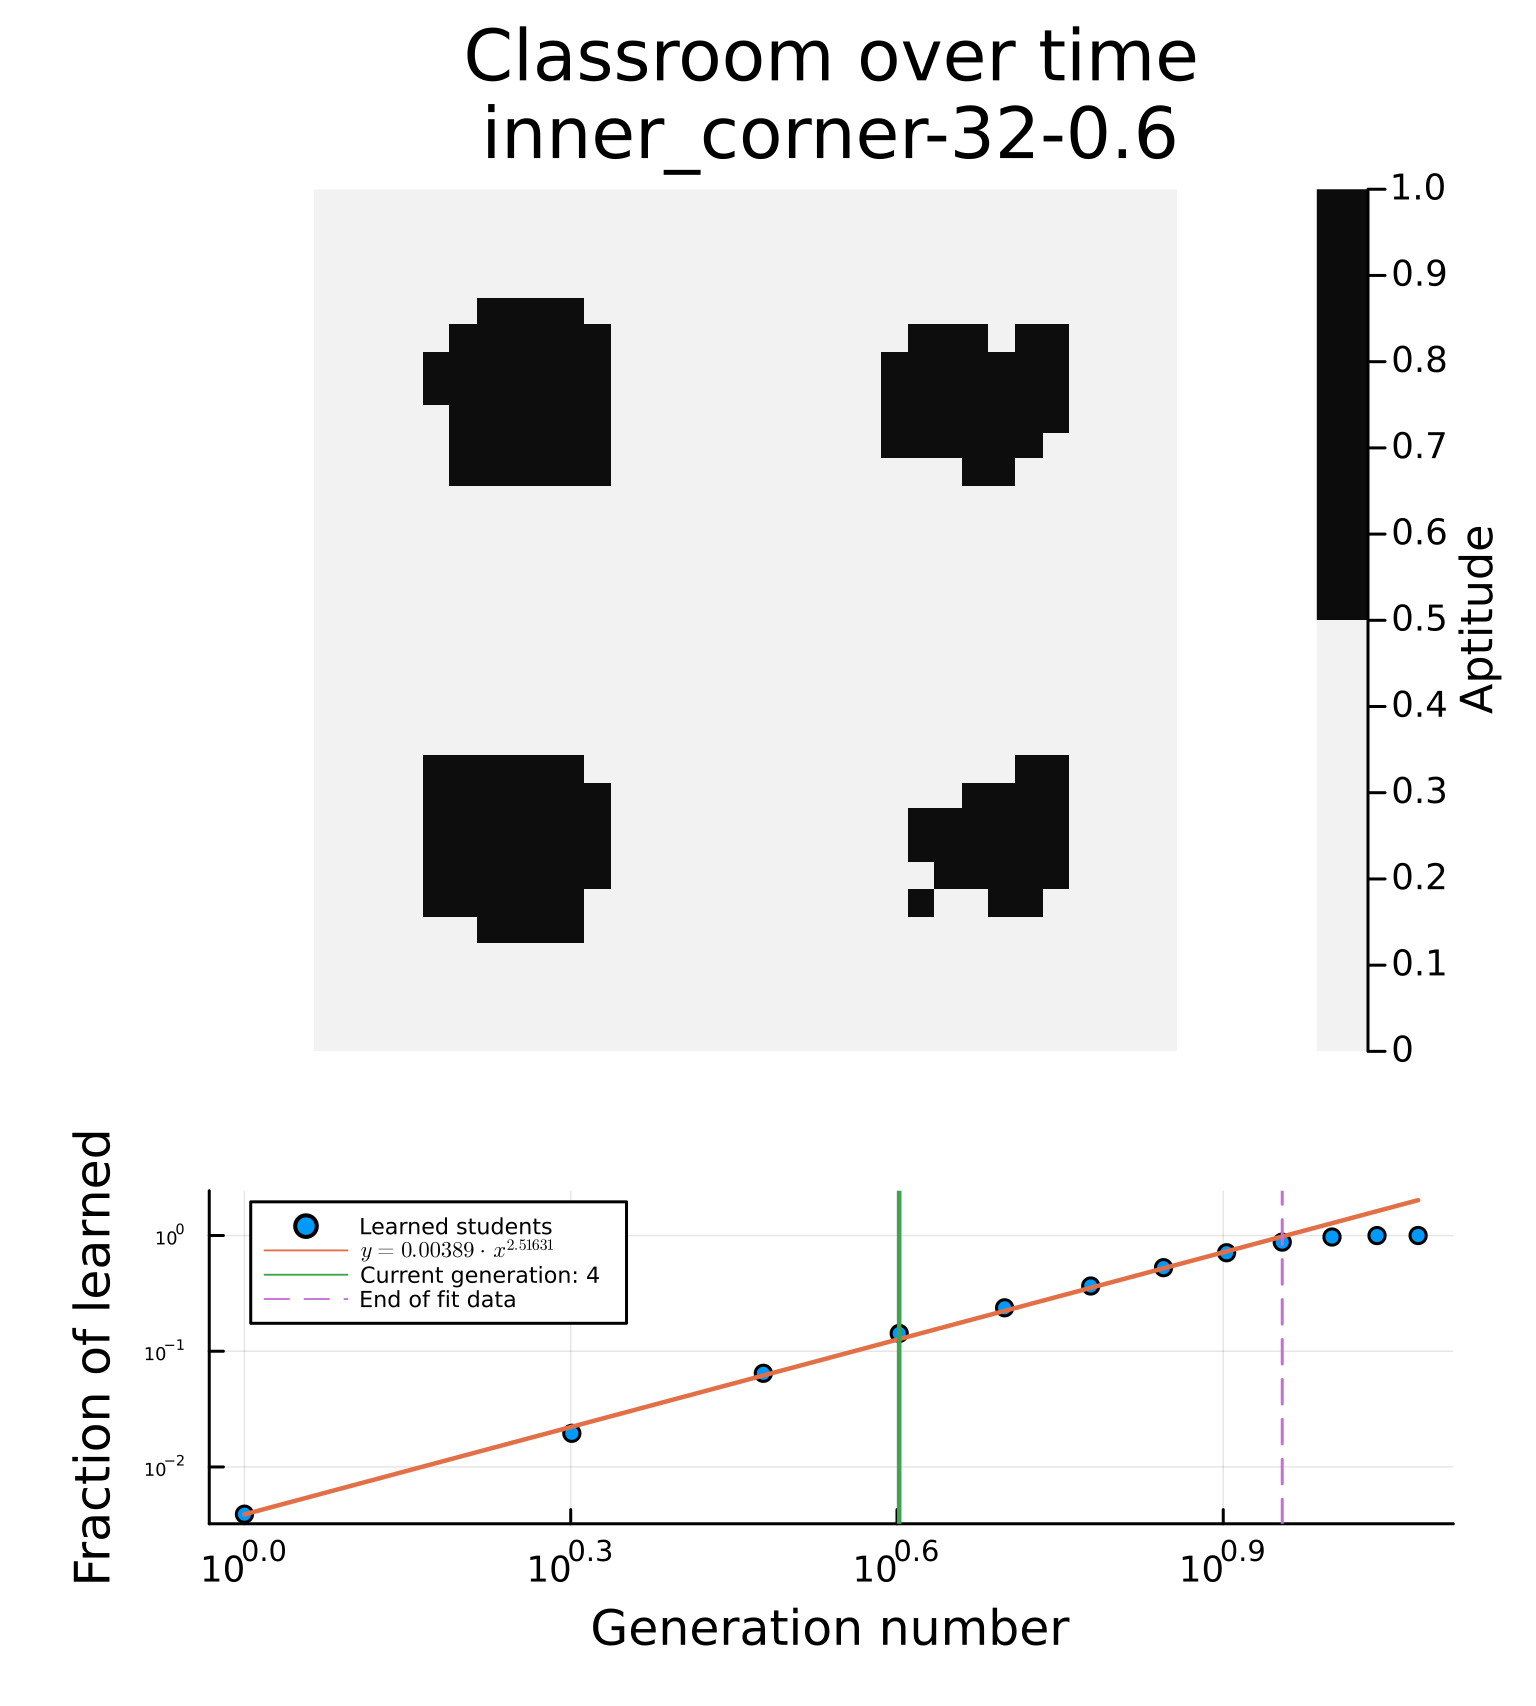 Classroom over time
inner_corner-32-0.6
1.0
0.9
0.8
0.7
0.6
0.5
0.4
0.3
0.2
0.1
0
Aptitude
Fraction of learned
10⁰
10⁻¹
10⁻²
Learned students
y = 0.00389 · x^2.51631
Current generation: 4
End of fit data
10^0.0
10^0.3
10^0.6
10^0.9
Generation number